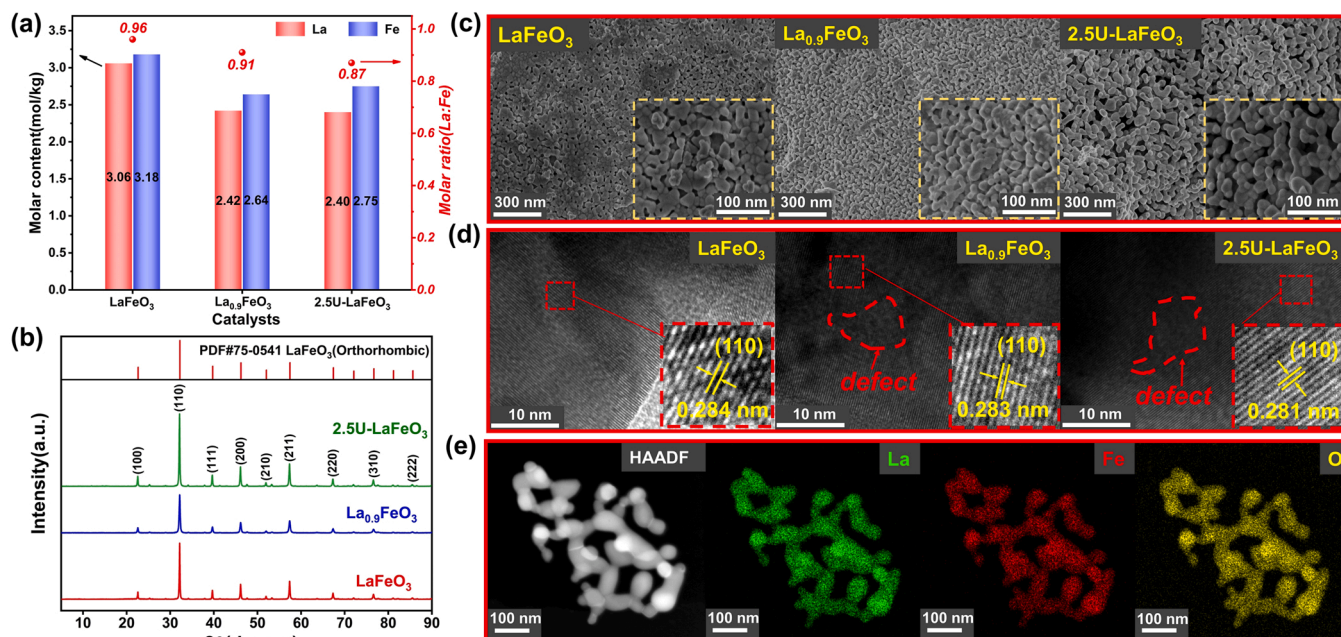 (a)
La
Fe
Molar content(mol/kg)
3.5
3.0
2.5
2.0
1.5
1.0
0.5
0.0
0.96
0.91
0.87
3.06
3.18
2.42
2.64
2.40
2.75
1.0
0.8
0.6
0.4
0.2
0.0
Molar ratio(La:Fe)
LaFeO₃
La₀.₉FeO₃
2.5U-LaFeO₃
Catalysts
(b)
PDF#75-0541 LaFeO₃(Orthorhombic)
Intensity(a.u.)
(100)
(110)
(111)
(200)
(210)
(211)
(220)
(310)
(222)
2.5U-LaFeO₃
La₀.₉FeO₃
LaFeO₃
10
20
30
40
50
60
70
80
90
(c)
LaFeO₃
300 nm
100 nm
La₀.₉FeO₃
300 nm
100 nm
2.5U-LaFeO₃
300 nm
100 nm
(d)
LaFeO₃
(110)
0.284 nm
10 nm
La₀.₉FeO₃
defect
(110)
0.283 nm
10 nm
2.5U-LaFeO₃
defect
(110)
0.281 nm
10 nm
(e)
HAADF
100 nm
La
100 nm
Fe
100 nm
O
100 nm